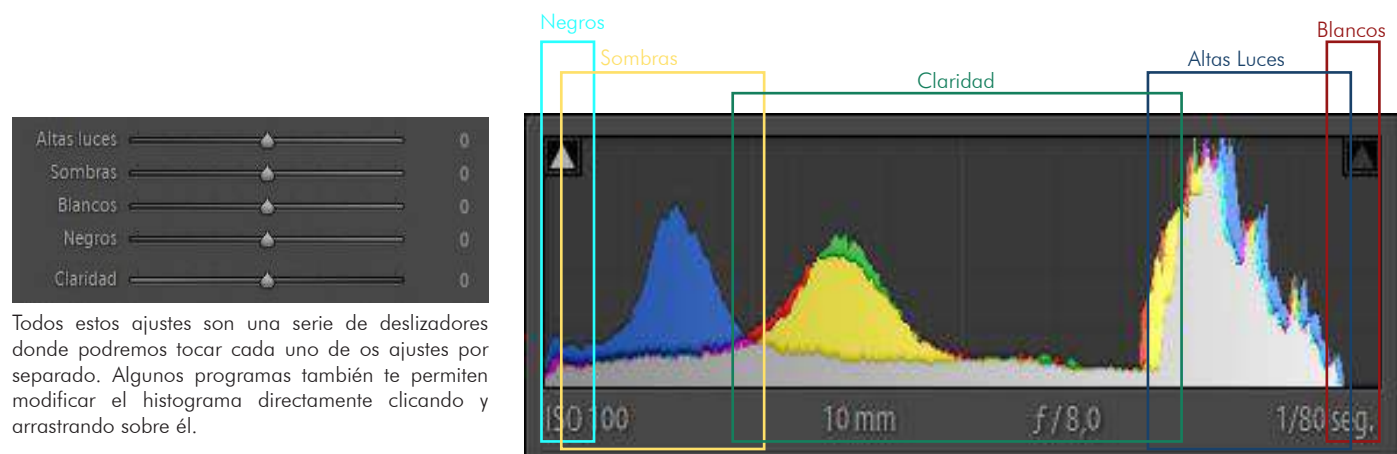 Negros
Sombras
Claridad
Altas Luces
Blancos
Altas luces 0
Sombras 0
Blancos 0
Negros 0
Claridad 0
Todos estos ajustes son una serie de deslizadores
donde podremos tocar cada uno de os ajustes por
separado. Algunos programas también te permiten
modificar el histograma directamente clicando y
arrastrando sobre él.
ISO 100 10 mm ƒ / 8,0 1/80 seg.